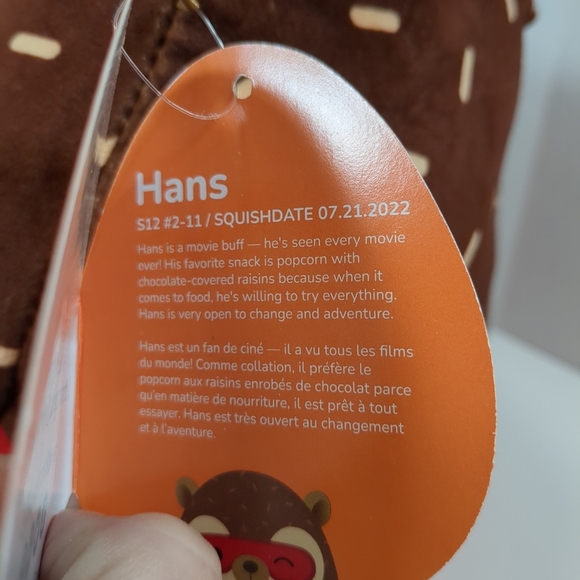 Hans
S12 #2-11 / SQUISHDATE 07.21.2022
Hans is a movie buff — he's seen every movie
ever! His favorite snack is popcorn with
chocolate-covered raisins because when it
comes to food, he's willing to try everything.
Hans is very open to change and adventure.
Hans est un fan de ciné — il a vu tous les films
du monde! Comme collation, il préfère le
popcorn aux raisins enrobés de chocolat parce
qu'en matière de nourriture, il est prêt à tout
essayer. Hans est très ouvert au changement
et à l'aventure.